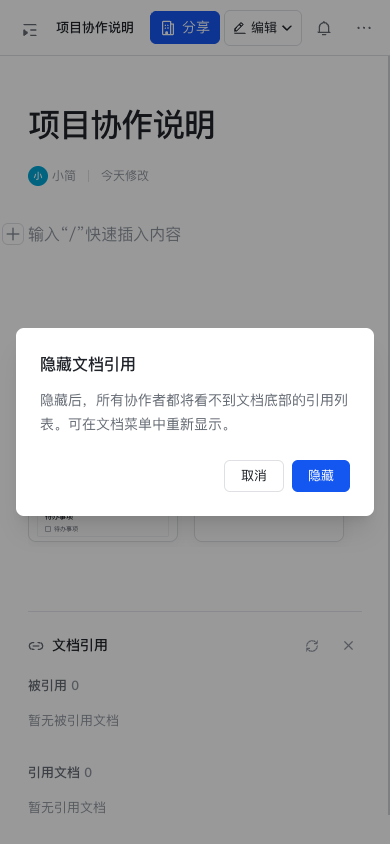 项目协作说明
分享
编辑
项目协作说明
小 小简 今天修改
输入“/”快速插入内容
隐藏文档引用
隐藏后，所有协作者都将看不到文档底部的引用列
表。可在文档菜单中重新显示。
取消
隐藏
待办事项
文档引用
被引用 0
暂无被引用文档
引用文档 0
暂无引用文档